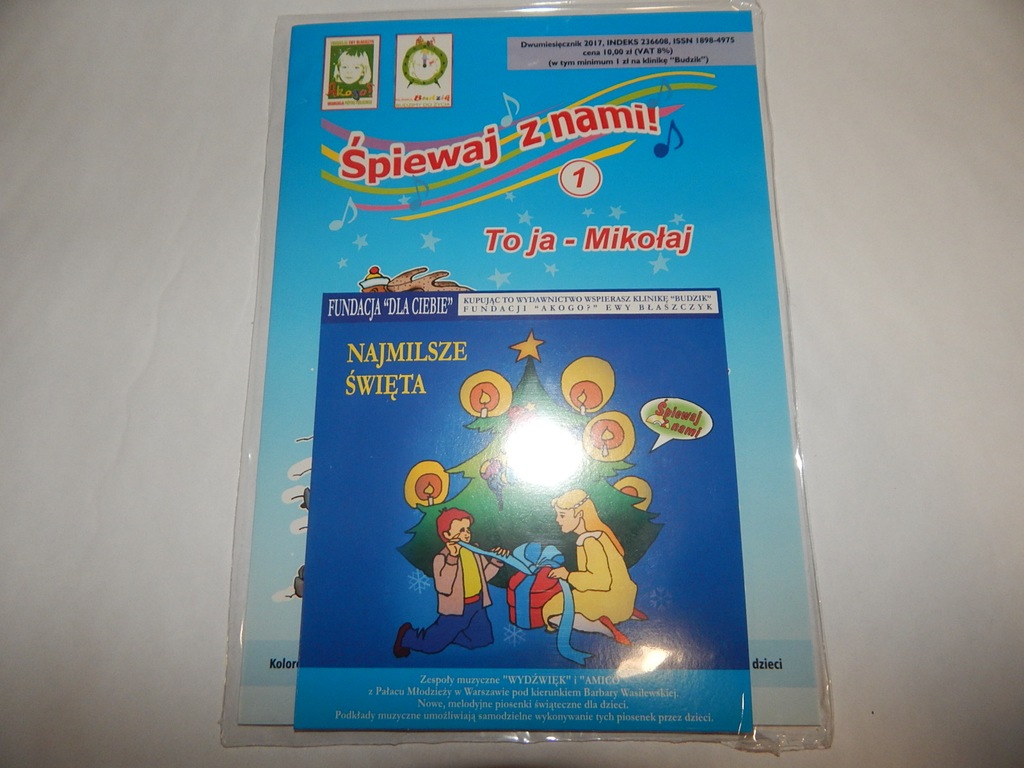 Dwumiesięcznik 2017, INDEKS 236608, ISSN 1898-4975
cena 10,00 zł (VAT 8%)
(w tym minimum 1 zł na klinikę "Budzik")
Akogo?
Budzik
Śpiewaj z nami!
1
To ja - Mikołaj
FUNDACJA "DLA CIEBIE"
KUPUJĄC TO WYDAWNICTWO WSPIERASZ KLINIKĘ "BUDZIK"
FUNDACJI "AKOGO?" EWY BŁASZCZYK
NAJMILSZE
ŚWIĘTA
Śpiewaj
z nami
dzieci
Zespoły muzyczne "WYDŹWIĘK" i "AMICO"
z Pałacu Młodzieży w Warszawie pod kierunkiem Barbary Wasilewskiej.
Nowe, melodyjne piosenki świąteczne dla dzieci.
Podkłady muzyczne umożliwiają samodzielne wykonywanie tych piosenek przez dzieci.